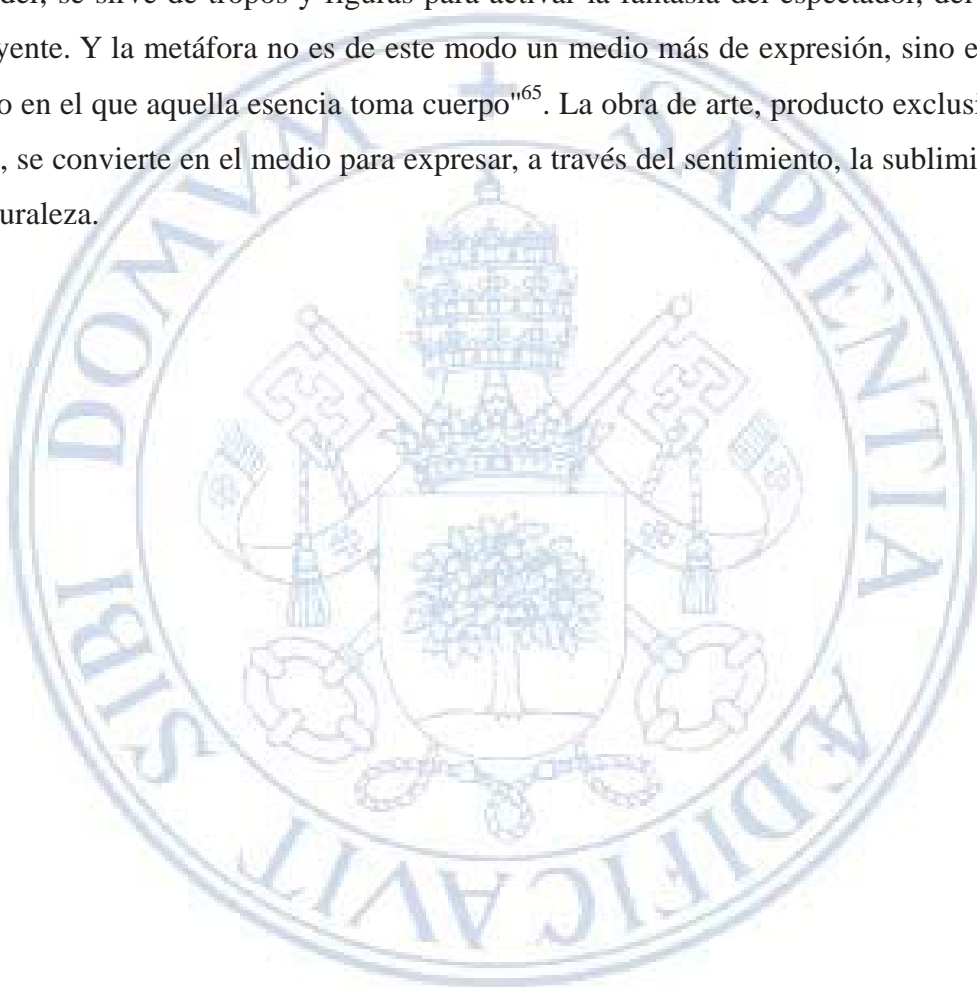 der, se sirve de tropos y figuras para activar la fantasía del espectador, del
yente. Y la metáfora no es de este modo un medio más de expresión, sino e
o en el que aquella esencia toma cuerpo"65. La obra de arte, producto exclusi
, se convierte en el medio para expresar, a través del sentimiento, la sublimi
uraleza.
SAPIENTIA ÆDIFICAVIT SIBI DOMVM